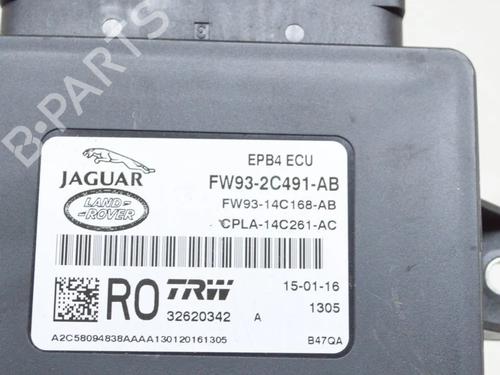 B-PARTS
3
JAGUAR
LAND-
ROVER
EPB4 ECU
FW93-2C491-AB
FW93-14C168-AB
CPLA-14C261-AC
RO TRW
32620342 A
15-01-16
1305
A2C58094838AAAA130120161305
B47QA